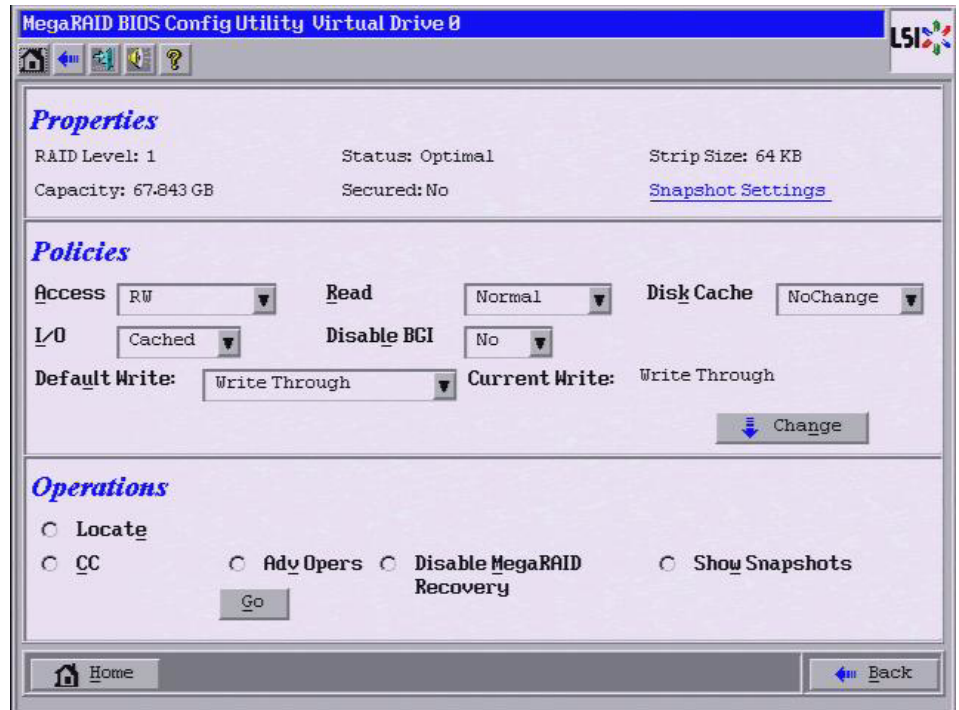 MegaRAID BIOS Config Utility Virtual Drive 0
LSI
?
Properties
RAID Level: 1 Status: Optimal Strip Size: 64 KB
Capacity: 67.843 GB Secured: No Snapshot Settings
Policies
Access RW Read Normal Disk Cache NoChange
I/O Cached Disable BGI No
Default Write: Write Through Current Write: Write Through
Change
Operations
Locate
CC Adv Opers Disable MegaRAID Recovery Show Snapshots
Go
Home Back